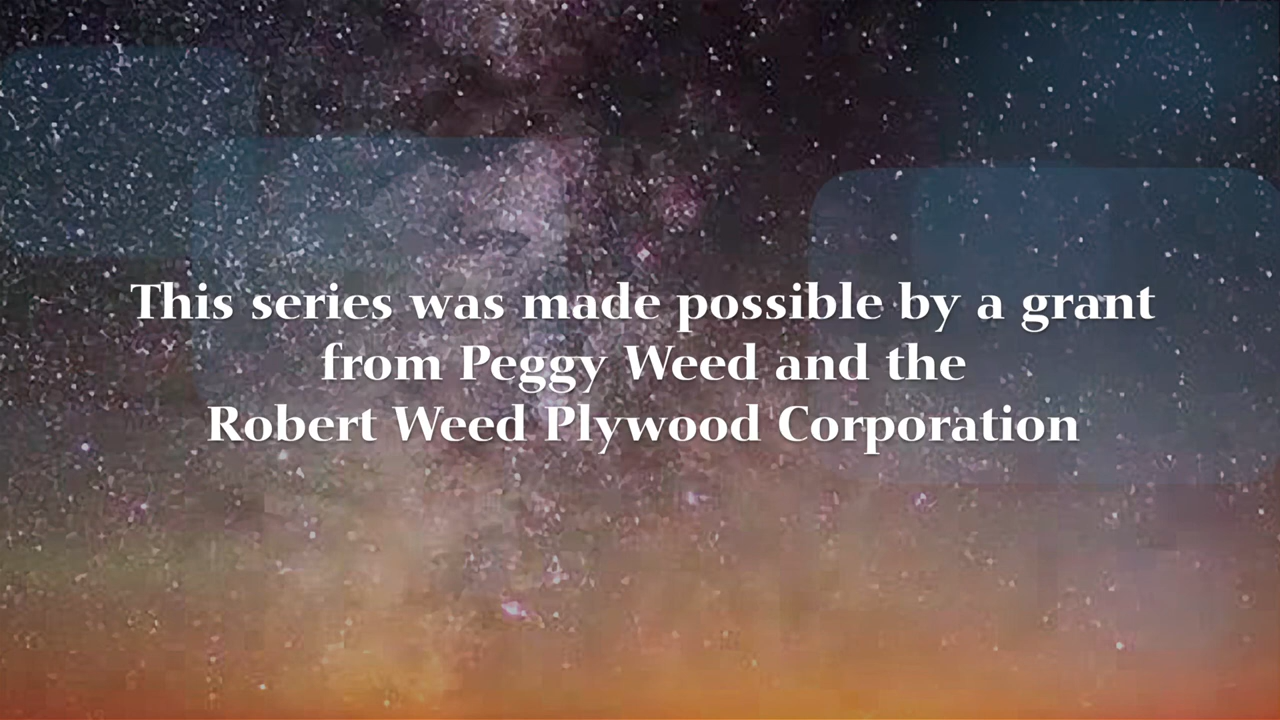 This series was made possible by a grant
from Peggy Weed and the
Robert Weed Plywood Corporation